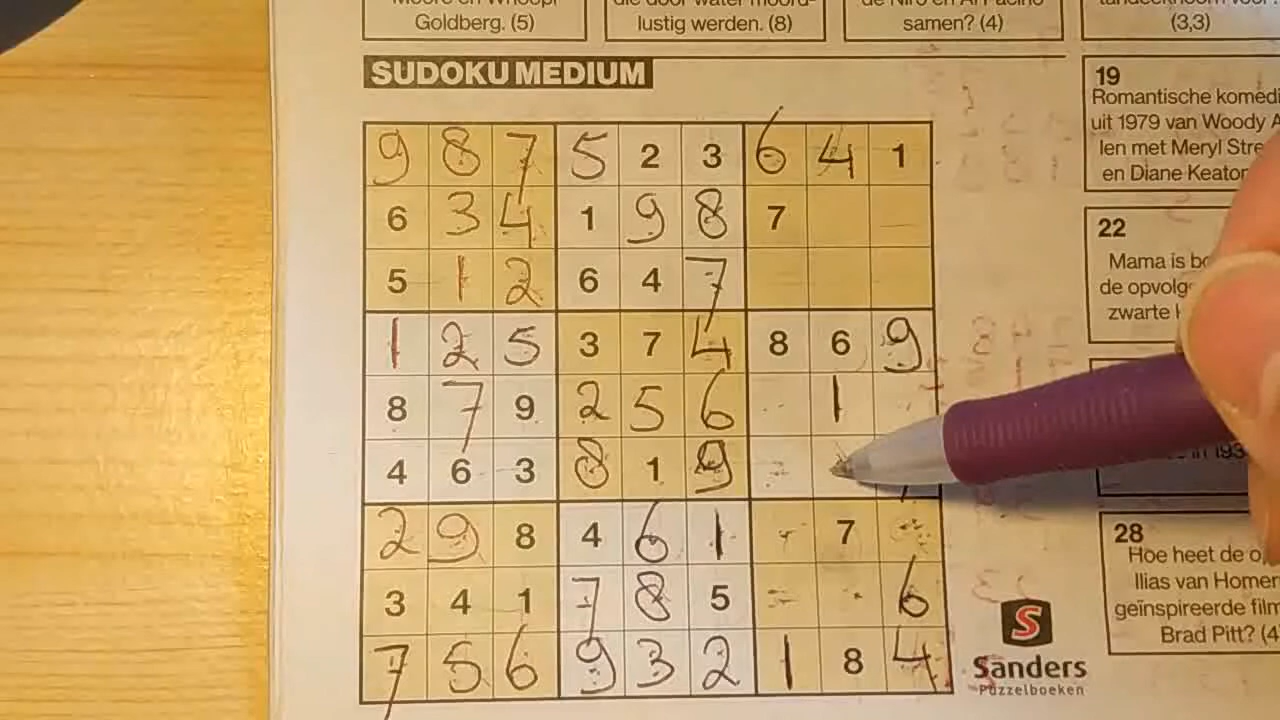 Goldberg. (5)
lustig werden. (8)
samen? (4)
(3,3)
SUDOKU MEDIUM
9 8 7 5 2 3 6 4 1
6 3 4 1 9 8 7
5 1 2 6 4 7
1 2 5 3 7 4 8 6 9
8 7 9 2 5 6 1
4 6 3 8 1 9
2 9 8 4 6 1 7
3 4 1 7 8 5 6
7 5 6 9 3 2 1 8 4
19
Romantische komedi
uit 1979 van Woody A
len met Meryl Stre
en Diane Keaton
22
Mama is bo
de opvolg
zwarte
in 193
28
Hoe heet de o
Ilias van Homer
geïnspireerde film
Brad Pitt? (4
S
Sanders
Puzzelboeken